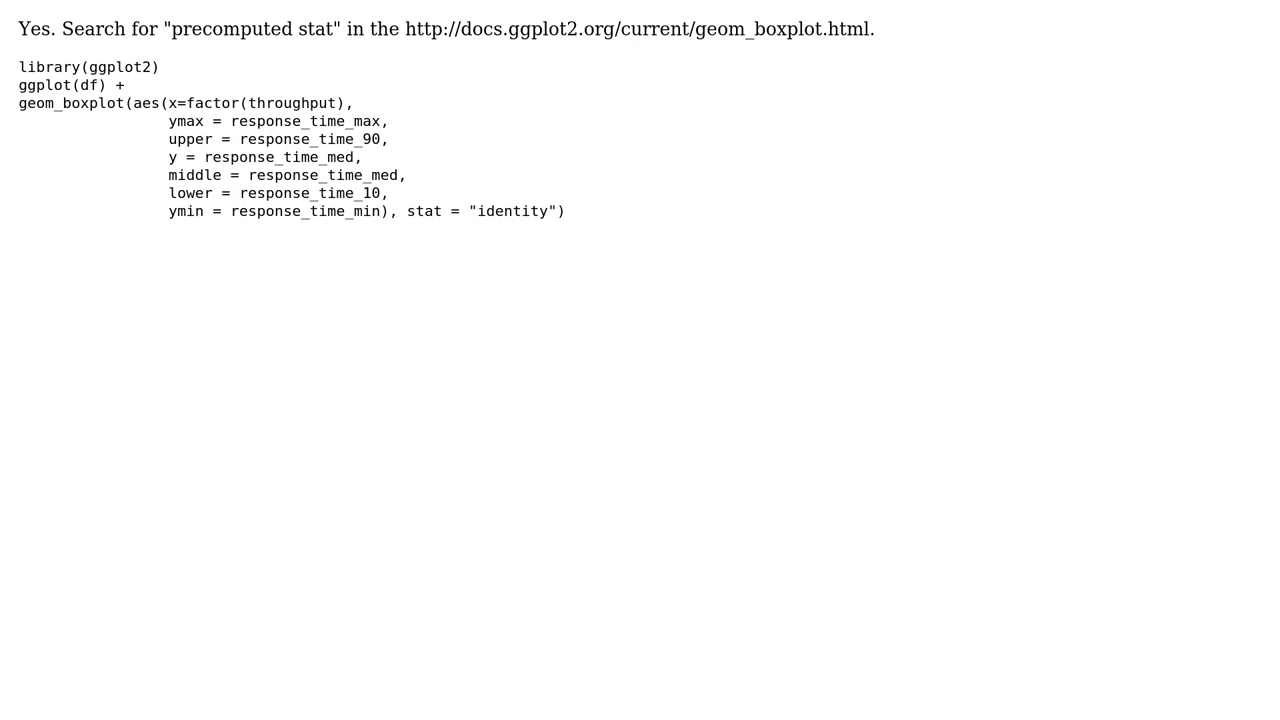 Yes. Search for "precomputed stat" in the http://docs.ggplot2.org/current/geom_boxplot.html.
library(ggplot2)
ggplot(df) +
geom_boxplot(aes(x=factor(throughput),
                 ymax = response_time_max,
                 upper = response_time_90,
                 y = response_time_med,
                 middle = response_time_med,
                 lower = response_time_10,
                 ymin = response_time_min), stat = "identity")